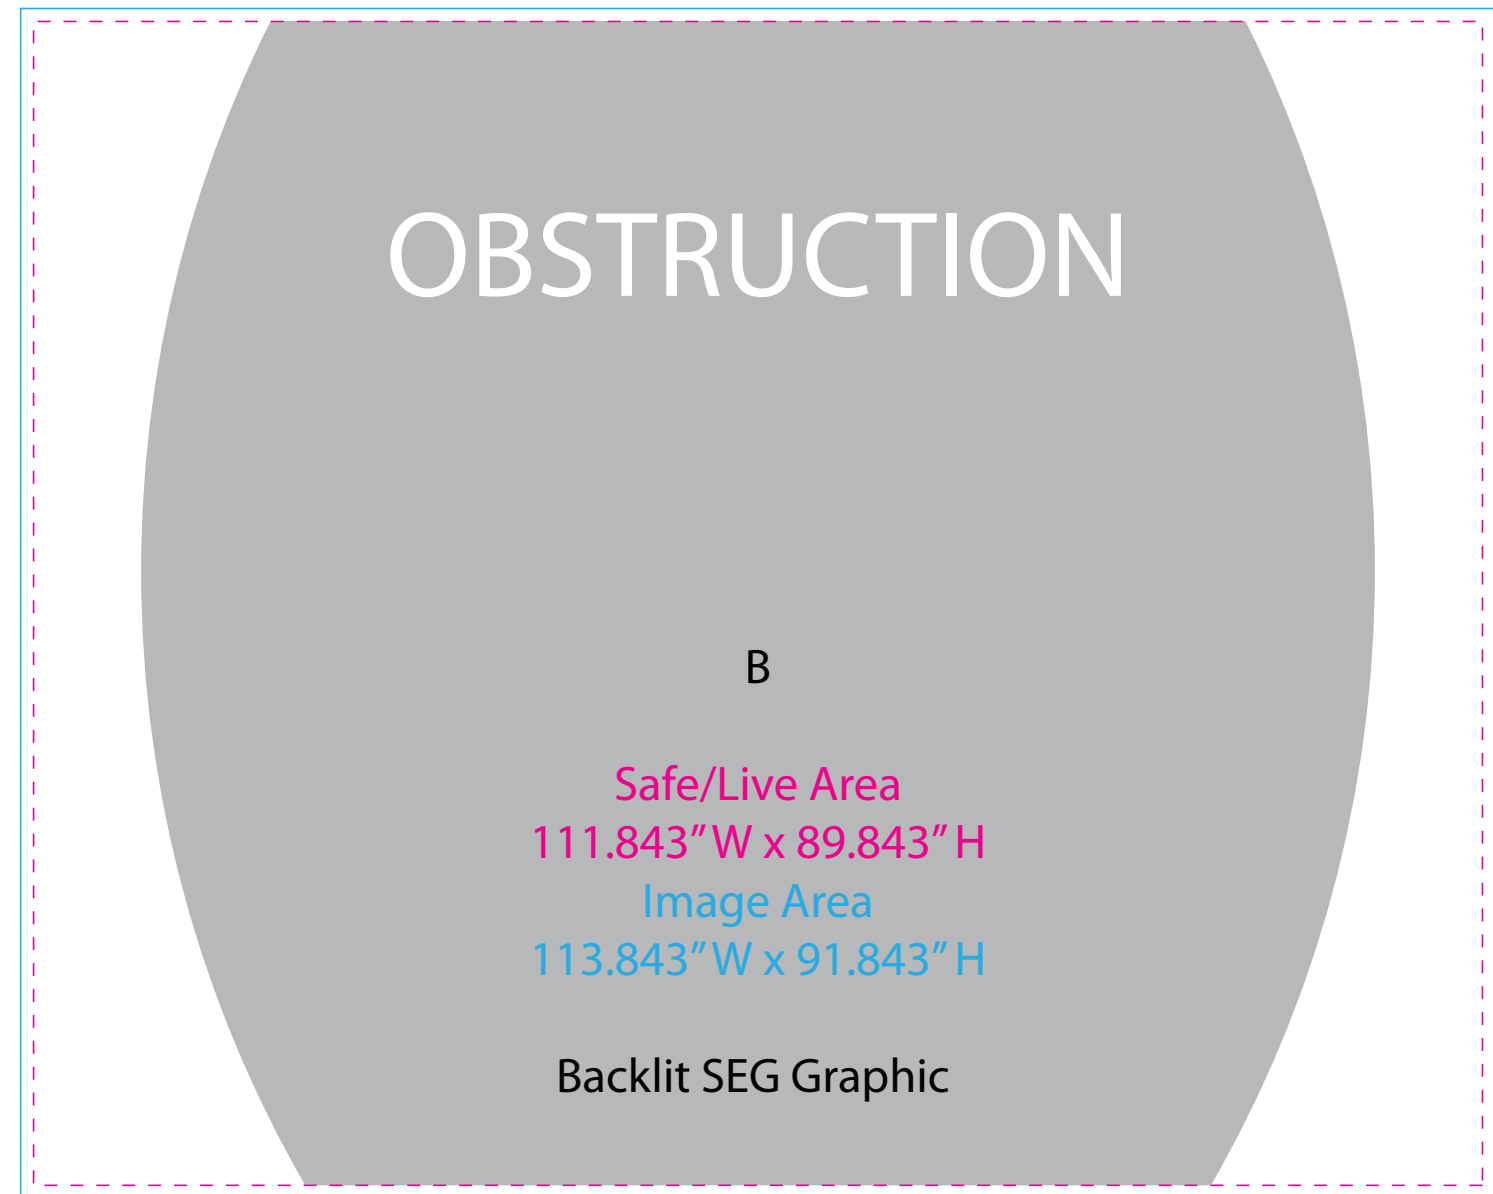 OBSTRUCTION
B
Safe/Live Area
111.843” W x 89.843” H
Image Area
113.843” W x 91.843” H
Backlit SEG Graphic